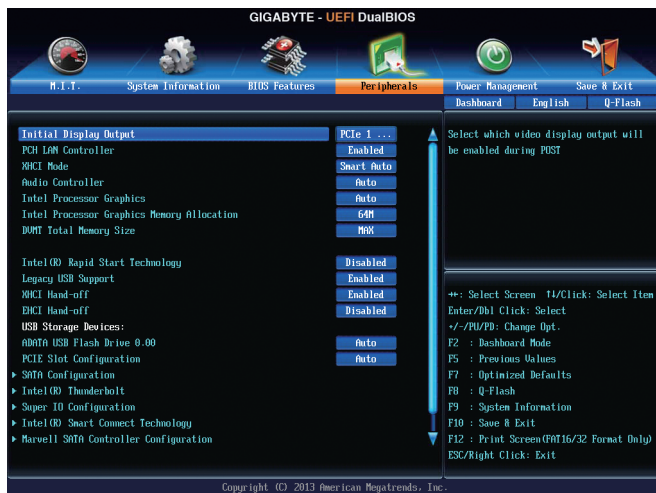 GIGABYTE - UEFI DualBIOS
M.I.T.
System Information
BIOS Features
Peripherals
Power Management
Save & Exit
Dashboard
English
Q-Flash
Initial Display Output PCIe 1 ...
PCH LAN Controller Enabled
XHCI Mode Smart Auto
Audio Controller Auto
Intel Processor Graphics Auto
Intel Processor Graphics Memory Allocation 64M
DVMT Total Memory Size MAX
Intel(R) Rapid Start Technology Disabled
Legacy USB Support Enabled
XHCI Hand-off Enabled
EHCI Hand-off Disabled
USB Storage Devices:
ADATA USB Flash Drive 0.00 Auto
PCIE Slot Configuration Auto
SATA Configuration
Intel(R) Thunderbolt
Super IO Configuration
Intel(R) Smart Connect Technology
Marvell SATA Controller Configuration
Select which video display output will
be enabled during POST
↔: Select Screen ↑↓/Click: Select Item
Enter/Dbl Click: Select
+/-/PU/PD: Change Opt.
F2 : Dashboard Mode
F5 : Previous Values
F7 : Optimized Defaults
F8 : Q-Flash
F9 : System Information
F10 : Save & Exit
F12 : Print Screen(FAT16/32 Format Only)
ESC/Right Click: Exit
Copyright (C) 2013 American Megatrends, Inc.